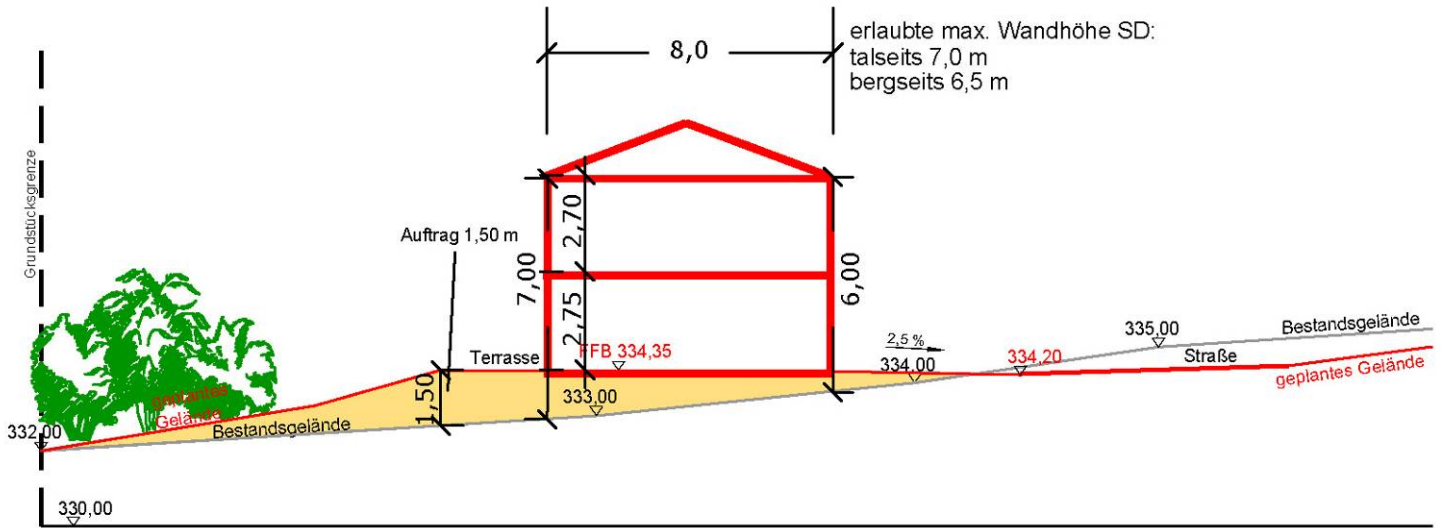 erlaubte max. Wandhöhe SD:
talseits 7,0 m
bergseits 6,5 m
8,0
Grundstücksgrenze
Auftrag 1,50 m
2,70
7,00
6,00
2,75
Terrasse
FFB 334,35
2,5 %
334,00
334,20
335,00
Bestandsgelände
Straße
geplantes Gelände
1,50
333,00
geplantes
Gelände
Bestandsgelände
332,00
330,00